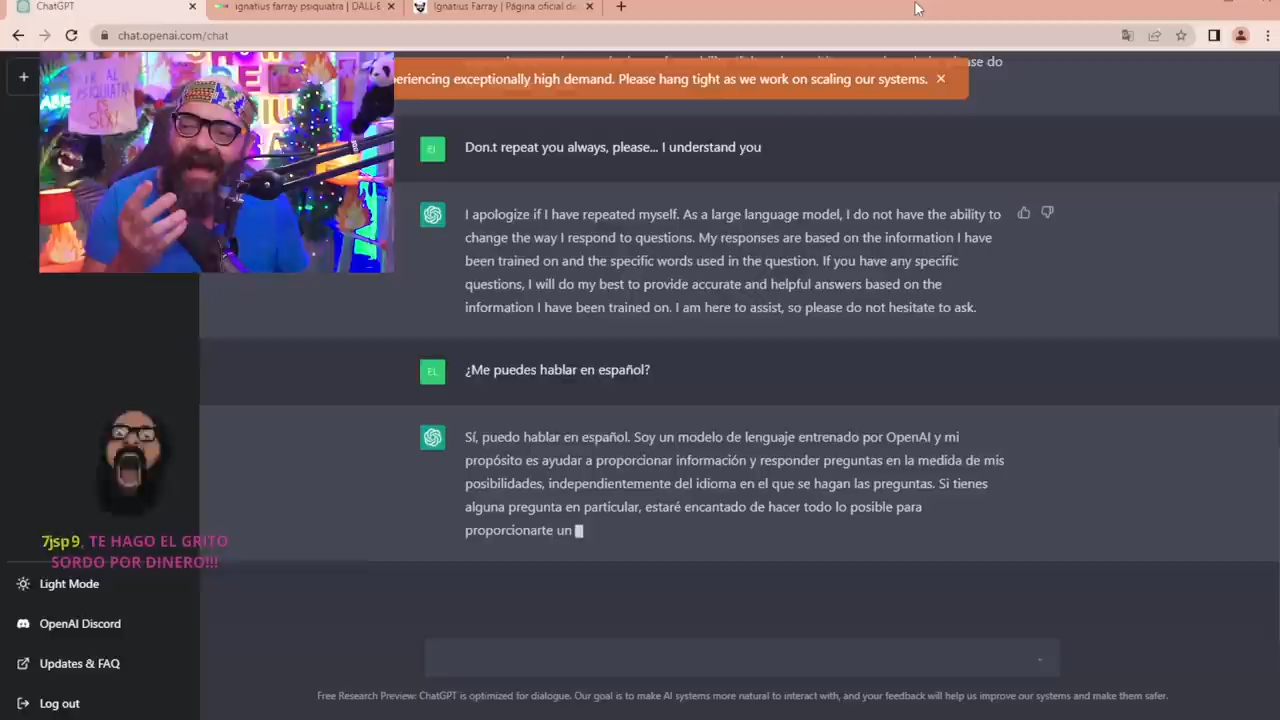 ChatGPT
ignatius farray psiquiatra | DALL·E
Ignatius Farray | Página oficial de
chat.openai.com/chat
please do
periencing exceptionally high demand. Please hang tight as we work on scaling our systems.
AL
PSIQUIATRA
ES
SEXI
EL
Don.t repeat you always, please... I understand you
I apologize if I have repeated myself. As a large language model, I do not have the ability to
change the way I respond to questions. My responses are based on the information I have
been trained on and the specific words used in the question. If you have any specific
questions, I will do my best to provide accurate and helpful answers based on the
information I have been trained on. I am here to assist, so please do not hesitate to ask.
EL
¿Me puedes hablar en español?
Sí, puedo hablar en español. Soy un modelo de lenguaje entrenado por OpenAI y mi
propósito es ayudar a proporcionar información y responder preguntas en la medida de mis
posibilidades, independientemente del idioma en el que se hagan las preguntas. Si tienes
alguna pregunta en particular, estaré encantado de hacer todo lo posible para
proporcionarte un
7jsp9, TE HAGO EL GRITO
SORDO POR DINERO!!!
Light Mode
OpenAI Discord
Updates & FAQ
Log out
Free Research Preview: ChatGPT is optimized for dialogue. Our goal is to make AI systems more natural to interact with, and your feedback will help us improve our systems and make them safer.